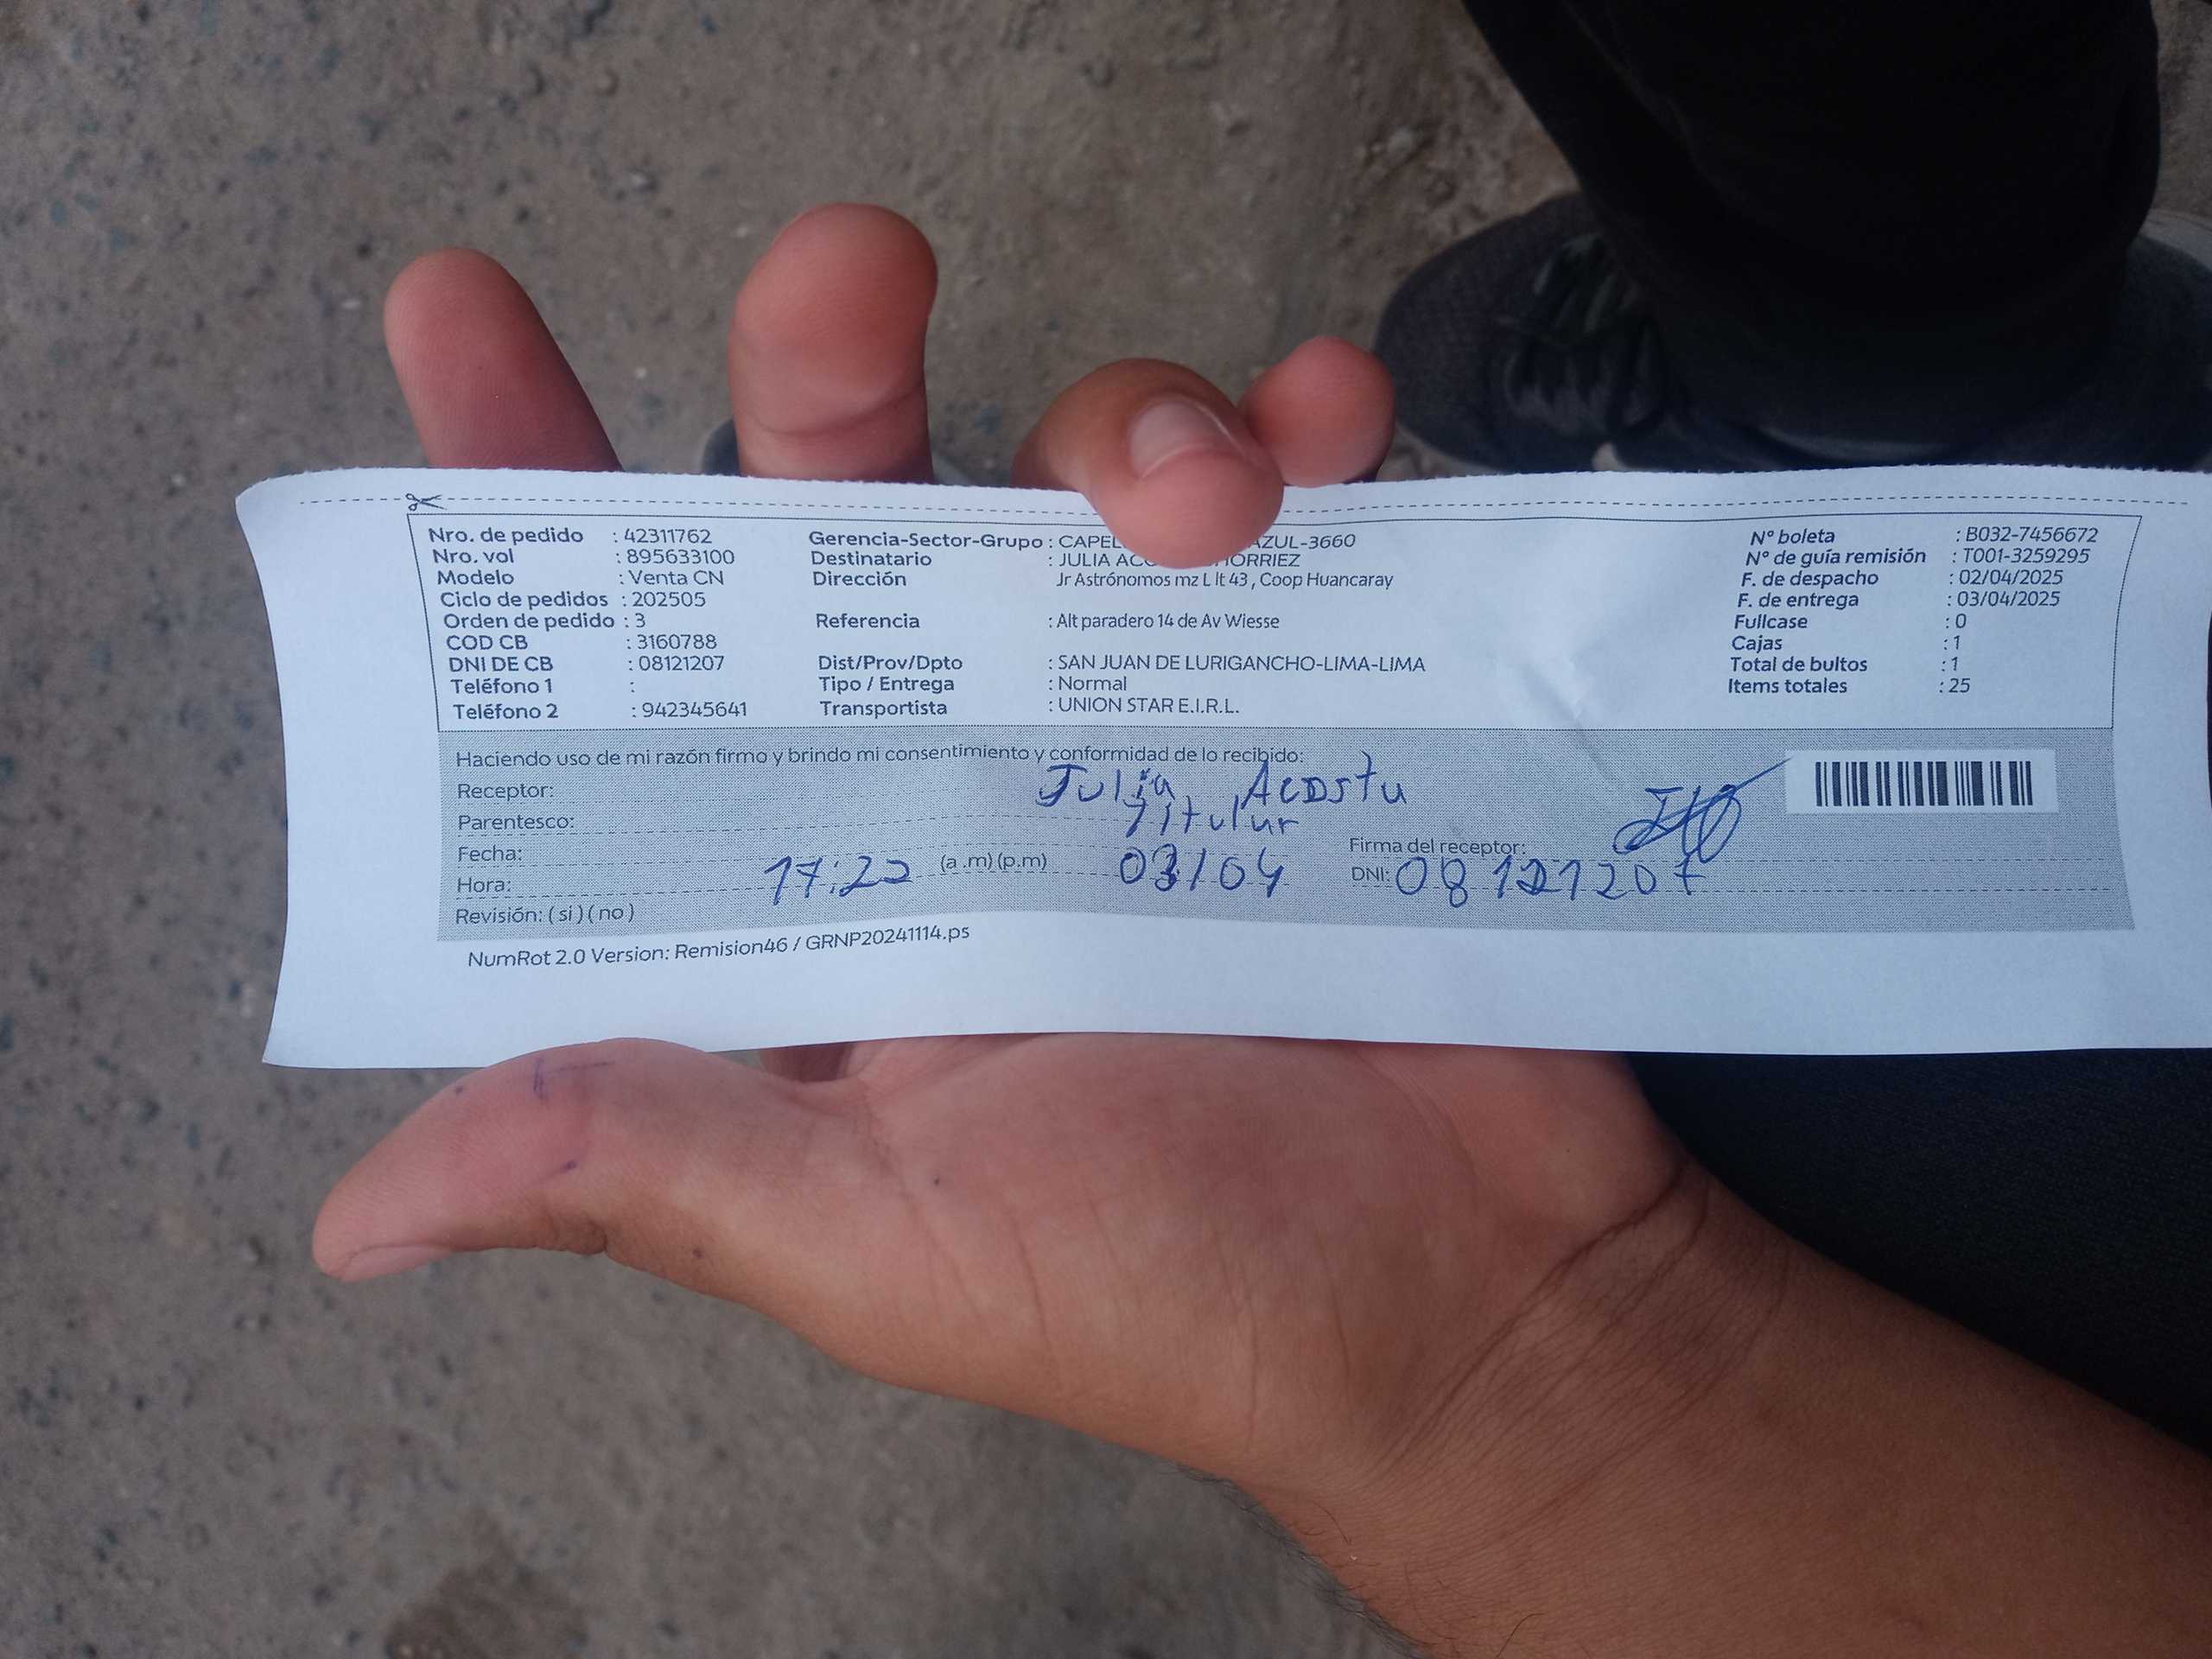 Nro. de pedido : 42311762
Nro. vol : 895633100
Modelo : Venta CN
Ciclo de pedidos : 202505
Orden de pedido : 3
COD CB : 3160788
DNI DE CB : 08121207
Teléfono 1 :
Teléfono 2 : 942345641
Gerencia-Sector-Grupo : CAPEL AZUL-3660
Destinatario : JULIA
Dirección Jr Astrónomos mz L lt 43 , Coop Huancaray
Referencia : Alt paradero 14 de Av Wiesse
Dist/Prov/Dpto : SAN JUAN DE LURIGANCHO-LIMA-LIMA
Tipo / Entrega : Normal
Transportista : UNION STAR E.I.R.L.
N° boleta : B032-7456672
N° de guía remisión : T001-3259295
F. de despacho : 02/04/2025
F. de entrega : 03/04/2025
Fullcase : 0
Cajas : 1
Total de bultos : 1
Items totales : 25
Haciendo uso de mi razón firmo y brindo mi consentimiento y conformidad de lo recibido:
Receptor: Julia Acosta
Parentesco: Titular
Fecha: 03/04 Firma del receptor:
Hora: 17:22 (a .m) (p.m) DNI: 08121207
Revisión: ( si ) ( no )
NumRot 2.0 Version: Remision46 / GRNP20241114.ps